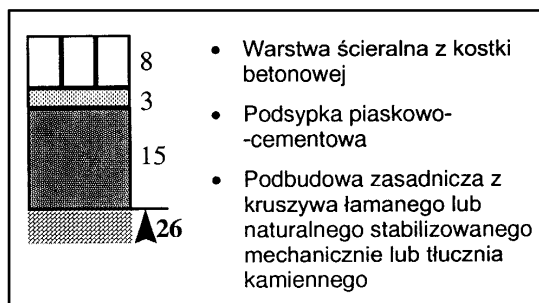 8
3
15
26
• Warstwa ścieralna z kostki
betonowej
• Podsypka piaskowo-
-cementowa
• Podbudowa zasadnicza z
kruszywa łamanego lub
naturalnego stabilizowanego
mechanicznie lub tłucznia
kamiennego